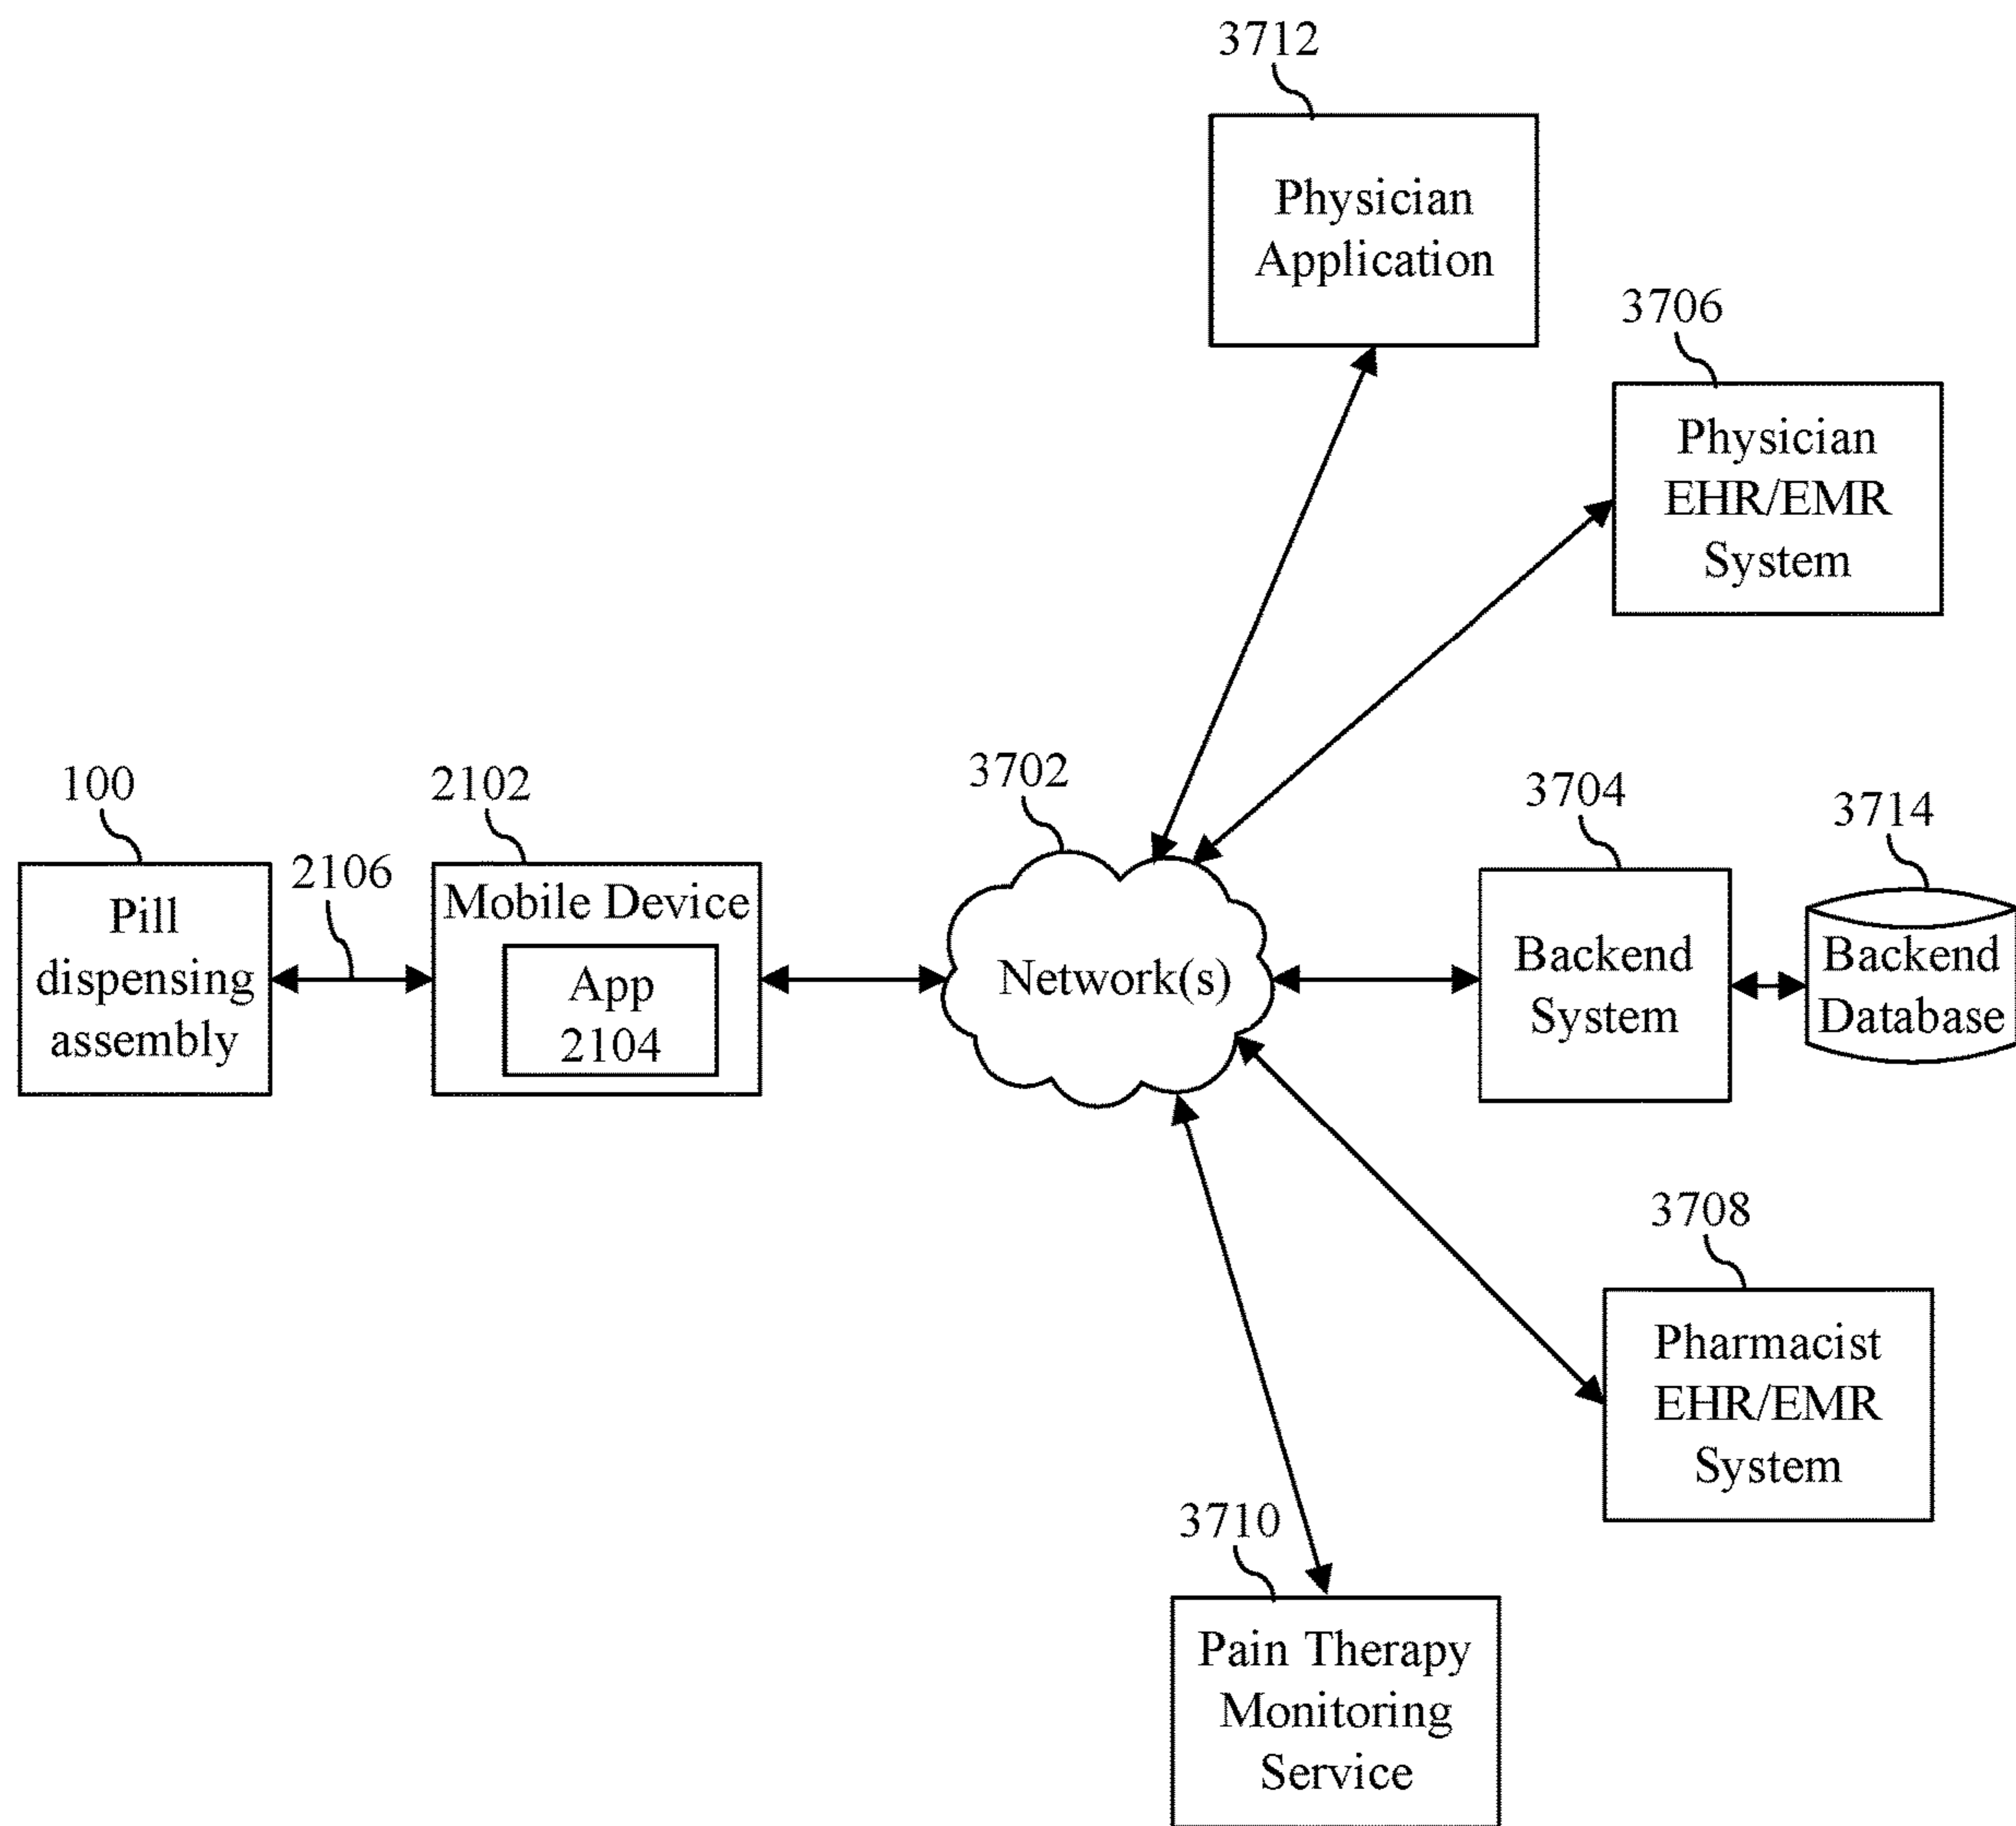 3712
Physician
Application
3706
Physician
EHR/EMR
System
100
Pill
dispensing
assembly
2106
2102
Mobile Device
App
2104
3702
Network(s)
3704
Backend
System
3714
Backend
Database
3708
Pharmacist
EHR/EMR
System
3710
Pain Therapy
Monitoring
Service